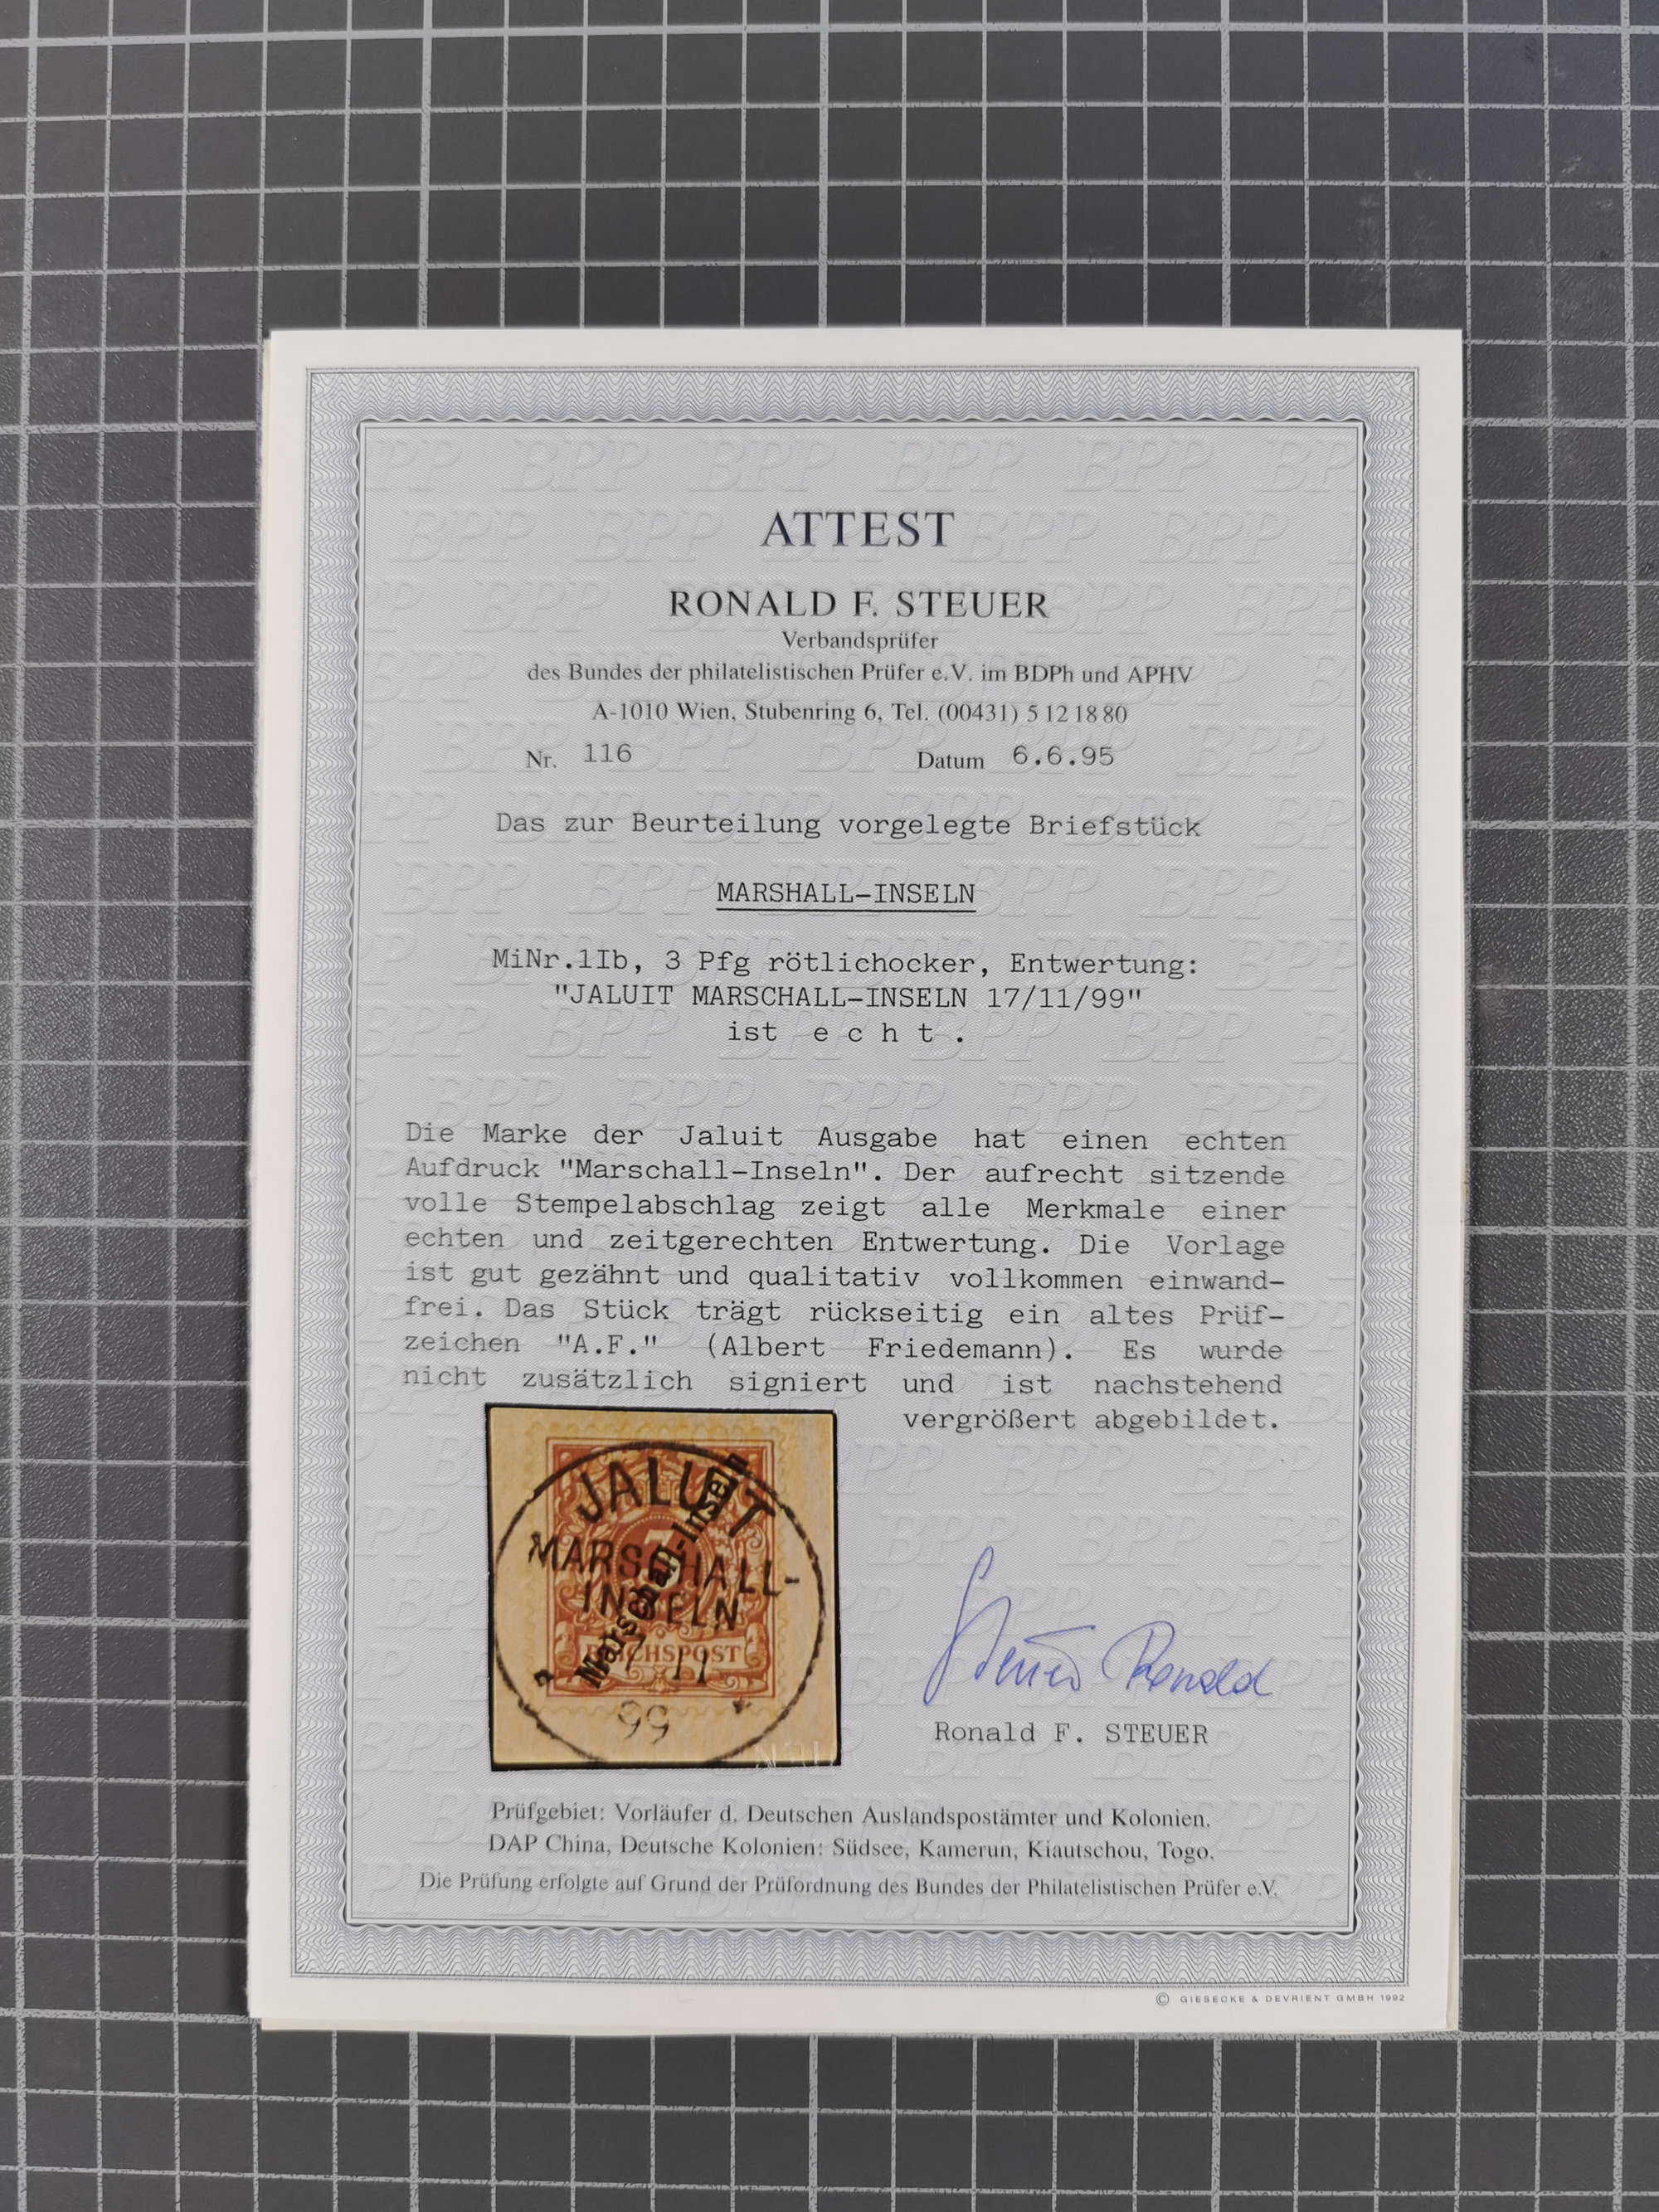 ATTEST
RONALD F. STEUER
Verbandsprüfer
des Bundes der philatelistischen Prüfer e.V. im BDPh und APHV
A-1010 Wien, Stubenring 6, Tel. (00431) 5 12 18 80
Nr. 116 Datum 6.6.95
Das zur Beurteilung vorgelegte Briefstück
MARSHALL-INSELN
MiNr.1Ib, 3 Pfg rötlichocker, Entwertung:
"JALUIT MARSCHALL-INSELN 17/11/99"
ist e c h t .
Die Marke der Jaluit Ausgabe hat einen echten
Aufdruck "Marschall-Inseln". Der aufrecht sitzende
volle Stempelabschlag zeigt alle Merkmale einer
echten und zeitgerechten Entwertung. Die Vorlage
ist gut gezähnt und qualitativ vollkommen einwand-
frei. Das Stück trägt rückseitig ein altes Prüf-
zeichen "A.F." (Albert Friedemann). Es wurde
nicht zusätzlich signiert und ist nachstehend
vergrößert abgebildet.
JALUIT
MARSCHALL-
INSELN
Marschall-Inseln
REICHSPOST
17 11
99
Steuer Ronald
Ronald F. STEUER
Prüfgebiet: Vorläufer d. Deutschen Auslandspostämter und Kolonien,
DAP China, Deutsche Kolonien: Südsee, Kamerun, Kiautschou, Togo.
Die Prüfung erfolgte auf Grund der Prüfordnung des Bundes der Philatelistischen Prüfer e.V.
© GIESECKE & DEVRIENT GMBH 1992